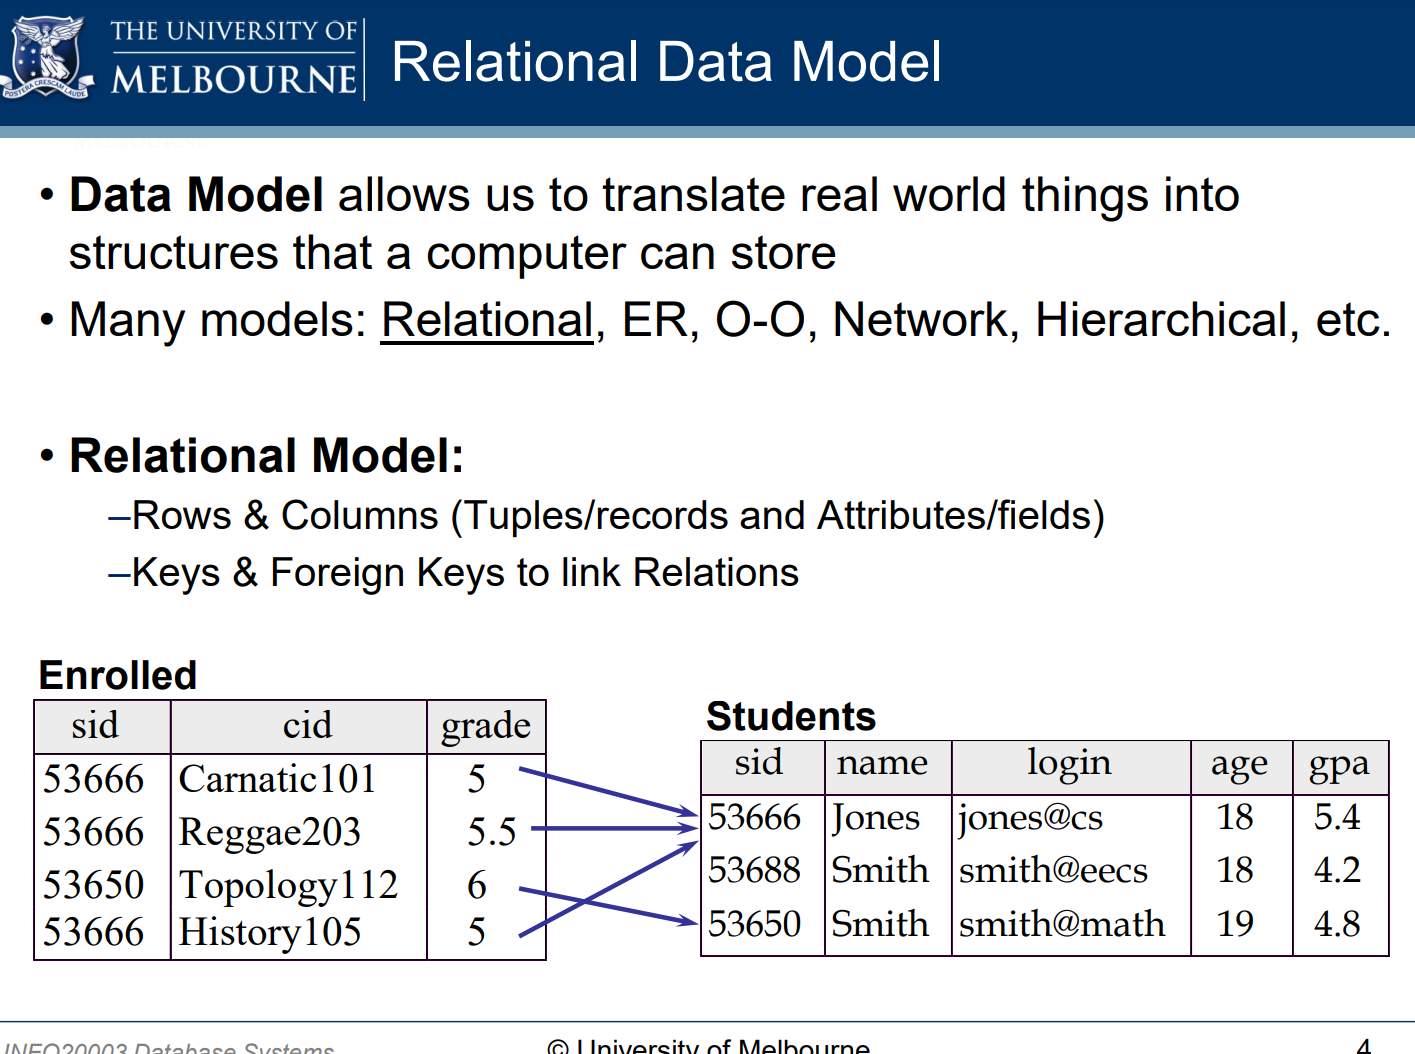 THE UNIVERSITY OF
MELBOURNE
Relational Data Model
• Data Model allows us to translate real world things into
structures that a computer can store
• Many models: Relational, ER, O-O, Network, Hierarchical, etc.
• Relational Model:
–Rows & Columns (Tuples/records and Attributes/fields)
–Keys & Foreign Keys to link Relations
Enrolled
sid cid grade
53666 Carnatic101 5
53666 Reggae203 5.5
53650 Topology112 6
53666 History105 5
Students
sid name login age gpa
53666 Jones jones@cs 18 5.4
53688 Smith smith@eecs 18 4.2
53650 Smith smith@math 19 4.8
INFO20003 Database Systems
© University of Melbourne
4